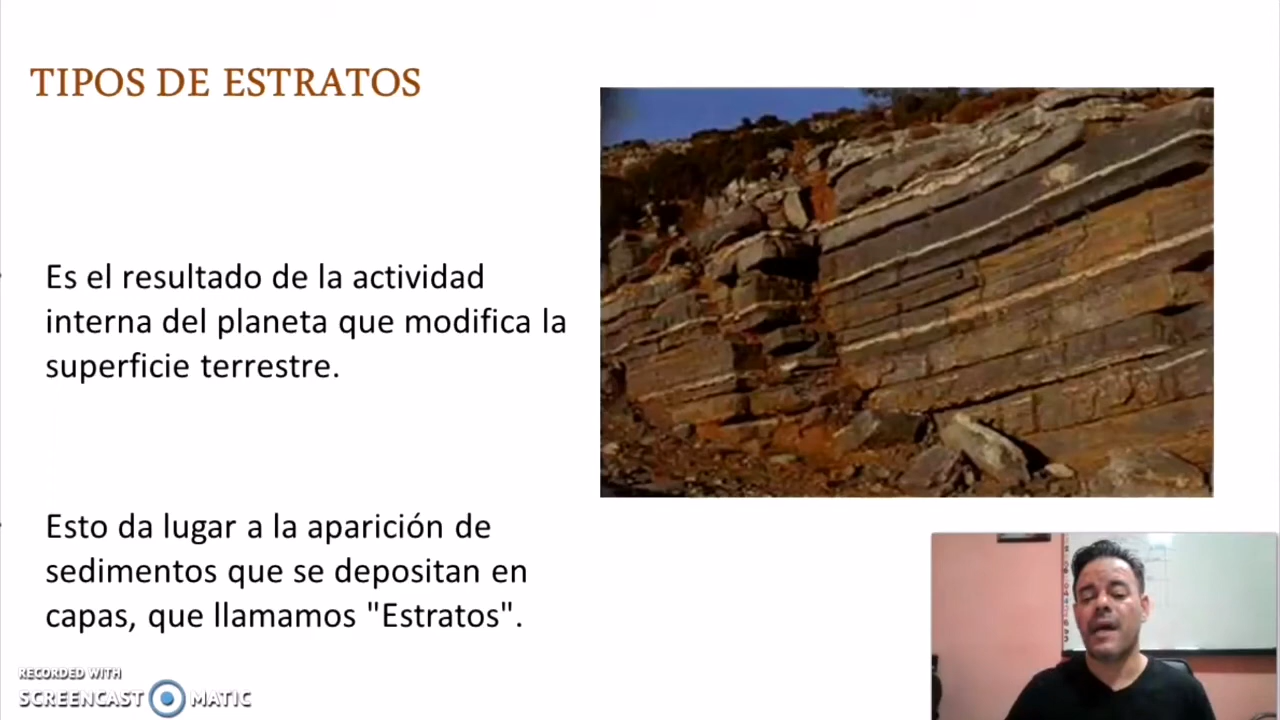 TIPOS DE ESTRATOS
Es el resultado de la actividad
interna del planeta que modifica la
superficie terrestre.
Esto da lugar a la aparición de
sedimentos que se depositan en
capas, que llamamos "Estratos".
RECORDED WITH
SCREENCAST MATIC